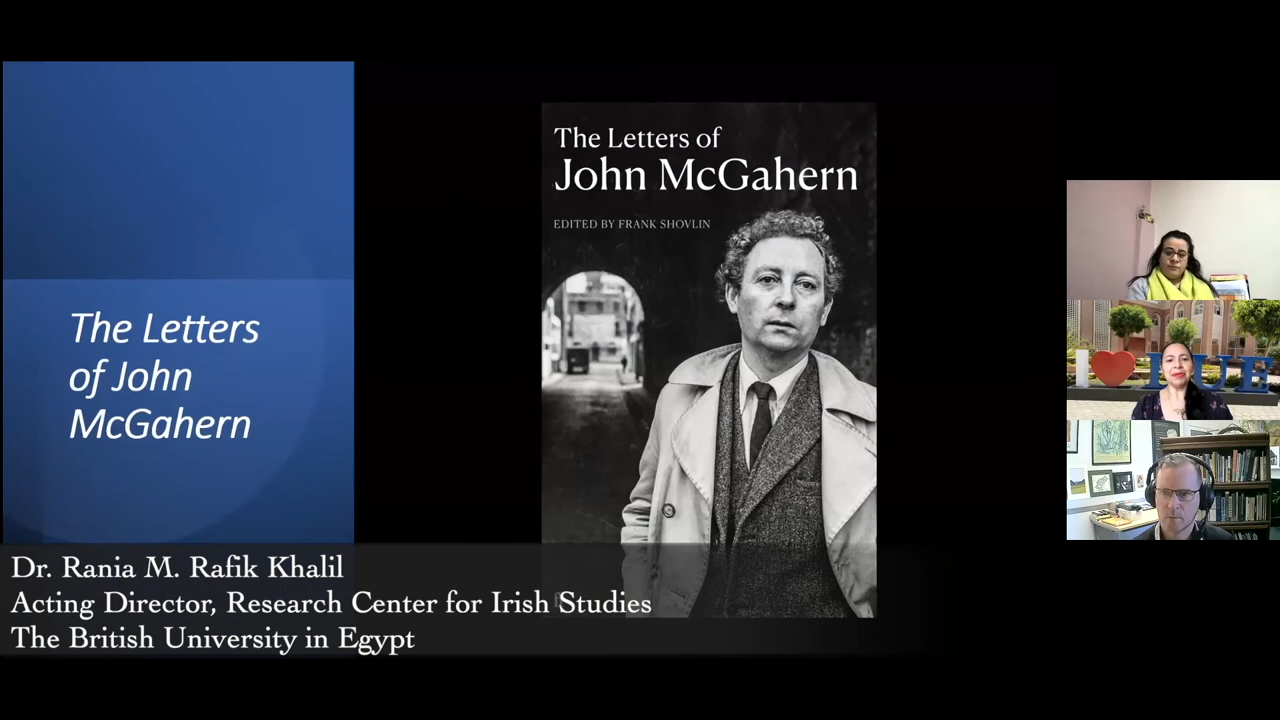 The Letters
of John
McGahern
The Letters of
John McGahern
EDITED BY FRANK SHOVLIN
Dr. Rania M. Rafik Khalil
Acting Director, Research Center for Irish Studies
The British University in Egypt
I
UE